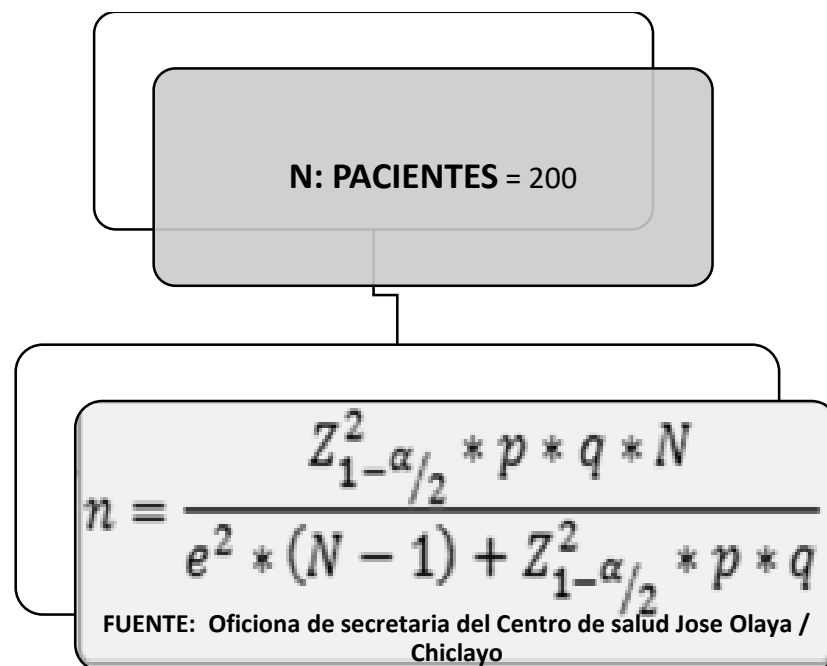 N: PACIENTES = 200
n = Z²₁₋α/₂ * p * q * N / e² * (N − 1) + Z²₁₋α/₂ * p * q
FUENTE: Oficiona de secretaria del Centro de salud Jose Olaya /
Chiclayo